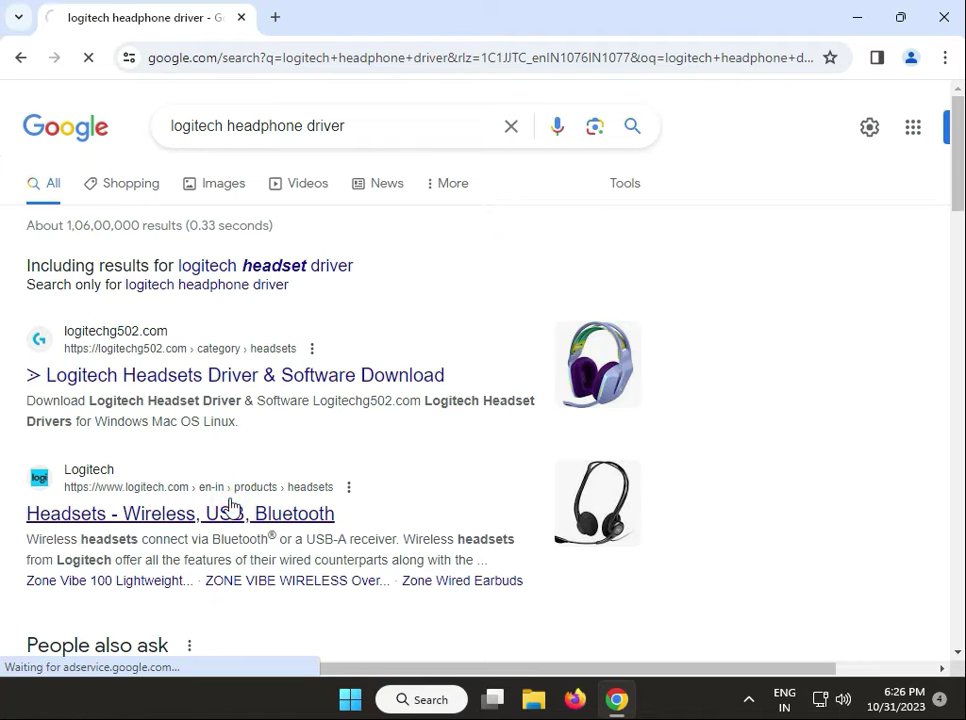 logitech headphone driver - G
google.com/search?q=logitech+headphone+driver&rlz=1C1JJTC_enIN1076IN1077&oq=logitech+headphone+d...
Google
logitech headphone driver
All
Shopping
Images
Videos
News
More
Tools
About 1,06,00,000 results (0.33 seconds)
Including results for logitech headset driver
Search only for logitech headphone driver
logitechg502.com
https://logitechg502.com › category › headsets
> Logitech Headsets Driver & Software Download
Download Logitech Headset Driver & Software Logitechg502.com Logitech Headset
Drivers for Windows Mac OS Linux.
logi
Logitech
https://www.logitech.com › en-in › products › headsets
Headsets - Wireless, USB, Bluetooth
Wireless headsets connect via Bluetooth® or a USB-A receiver. Wireless headsets
from Logitech offer all the features of their wired counterparts along with the ...
Zone Vibe 100 Lightweight... · ZONE VIBE WIRELESS Over... · Zone Wired Earbuds
People also ask
Waiting for adservice.google.com...
Search
ENG
IN
6:26 PM
10/31/2023
4